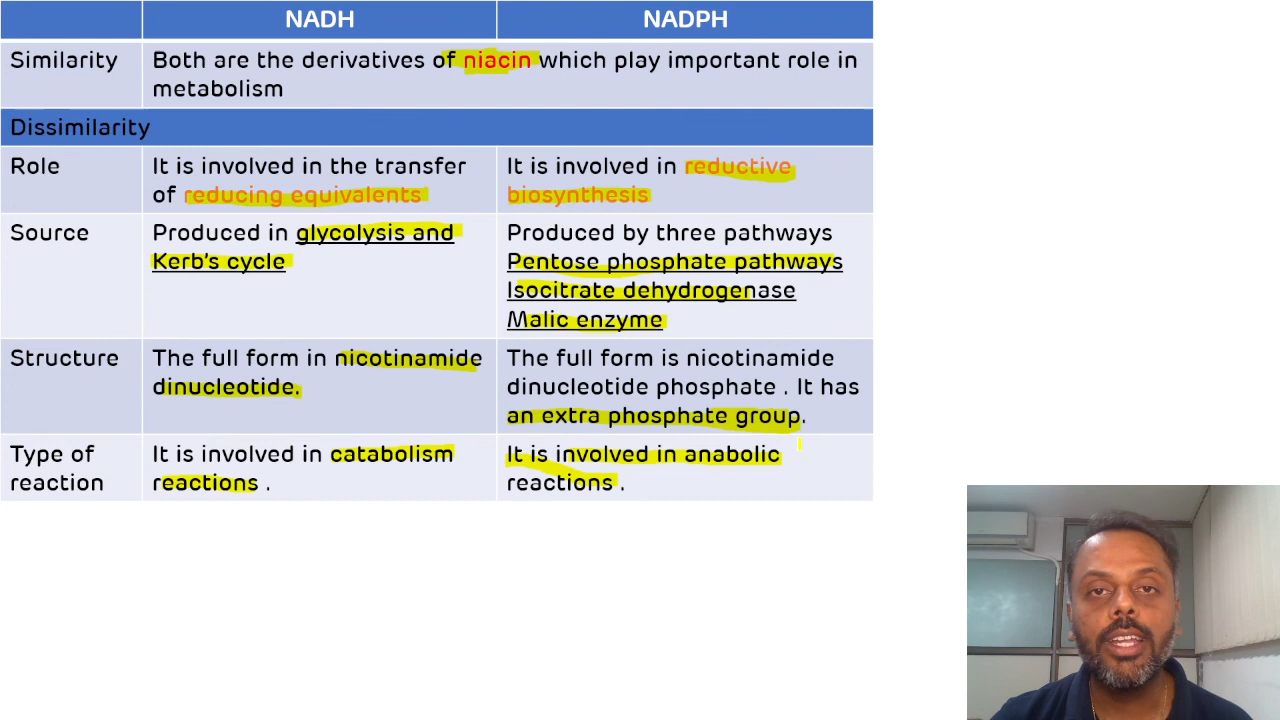 NADH NADPH
Similarity Both are the derivatives of niacin which play important role in
metabolism
Dissimilarity
Role It is involved in the transfer
of reducing equivalents
It is involved in reductive
biosynthesis
Source Produced in glycolysis and
Kerb's cycle
Produced by three pathways
Pentose phosphate pathways
Isocitrate dehydrogenase
Malic enzyme
Structure The full form in nicotinamide
dinucleotide.
The full form is nicotinamide
dinucleotide phosphate . It has
an extra phosphate group.
Type of
reaction
It is involved in catabolism
reactions .
It is involved in anabolic
reactions .